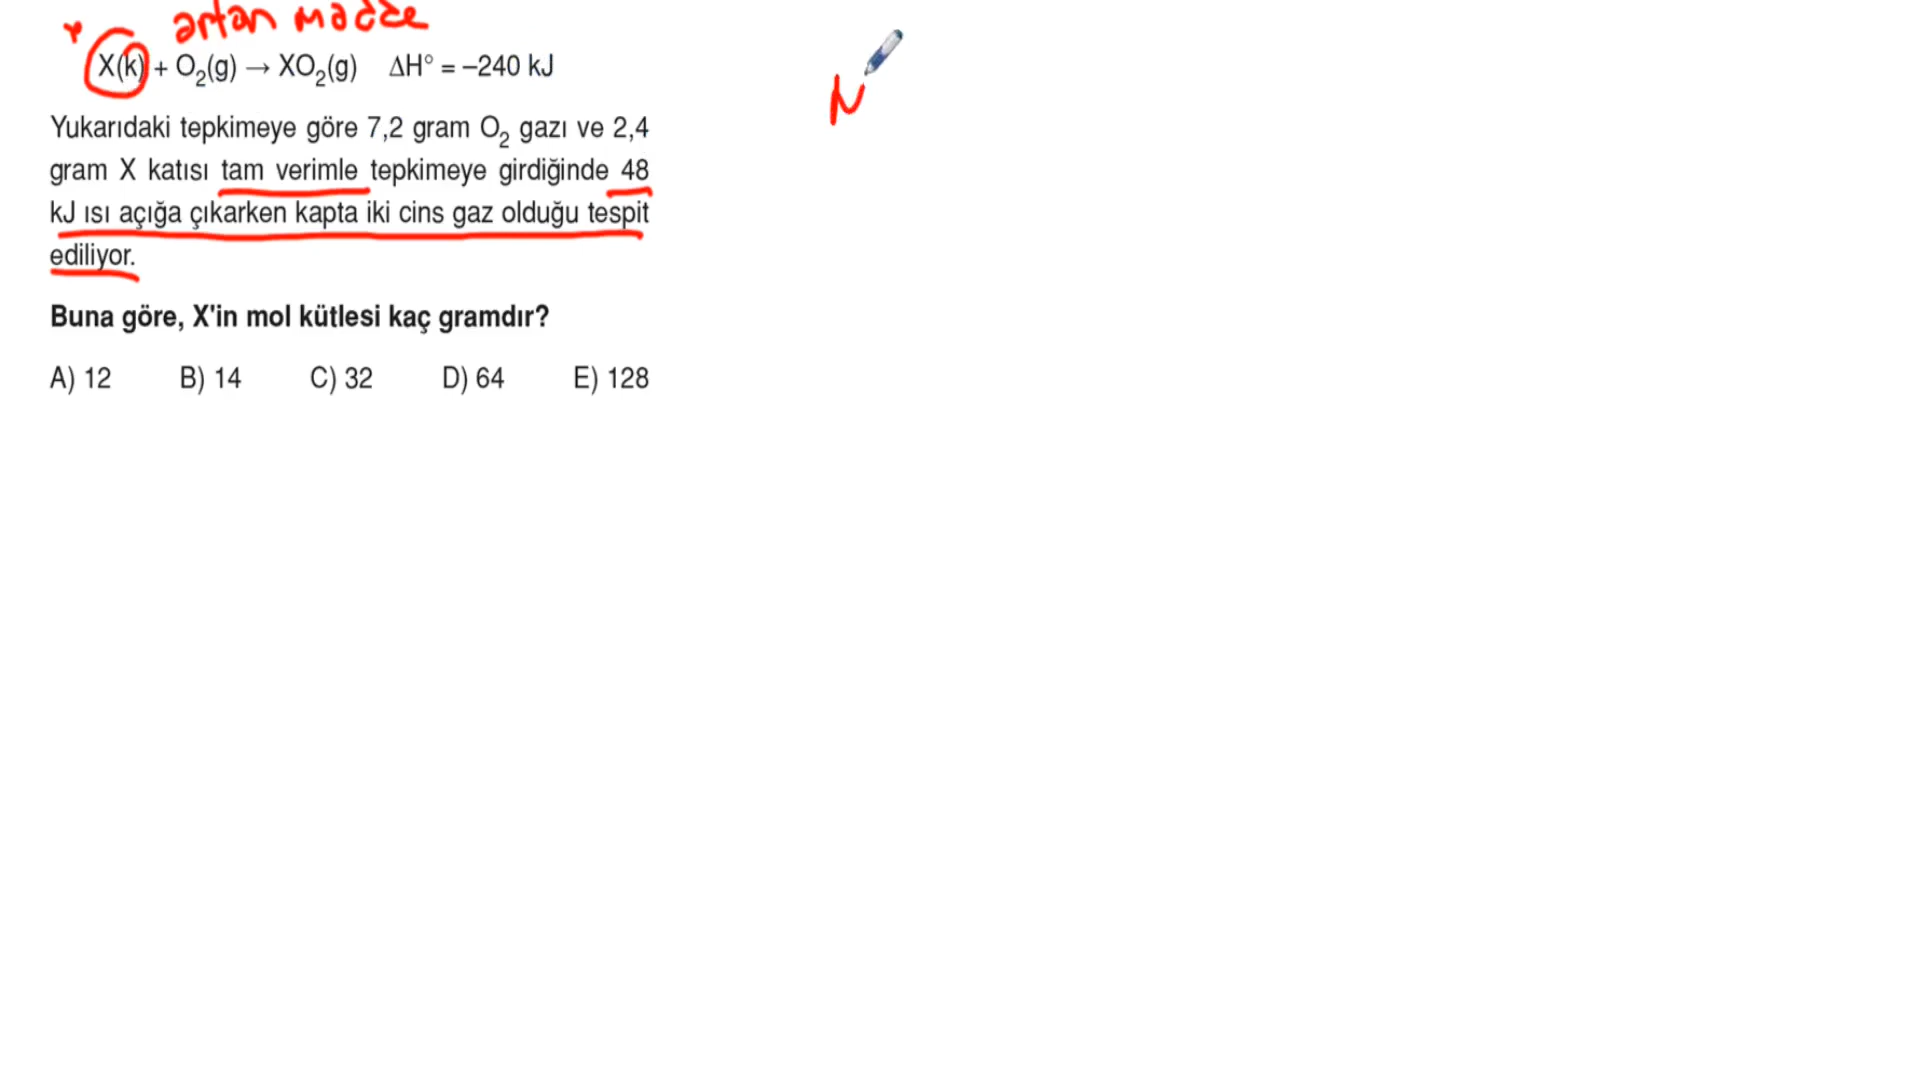 artan madde
X(k) + O₂(g) → XO₂(g) ΔH° = –240 kJ
Yukarıdaki tepkimeye göre 7,2 gram O₂ gazı ve 2,4
gram X katısı tam verimle tepkimeye girdiğinde 48
kJ ısı açığa çıkarken kapta iki cins gaz olduğu tespit
ediliyor.
Buna göre, X'in mol kütlesi kaç gramdır?
A) 12 B) 14 C) 32 D) 64 E) 128